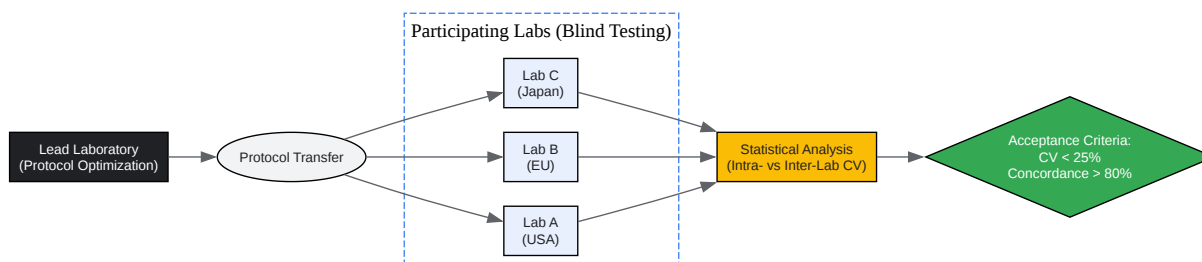 Participating Labs (Blind Testing)
Lead Laboratory
(Protocol Optimization)
Protocol Transfer
Lab C
(Japan)
Lab B
(EU)
Lab A
(USA)
Statistical Analysis
(Intra- vs Inter-Lab CV)
Acceptance Criteria:
CV < 25%
Concordance > 80%